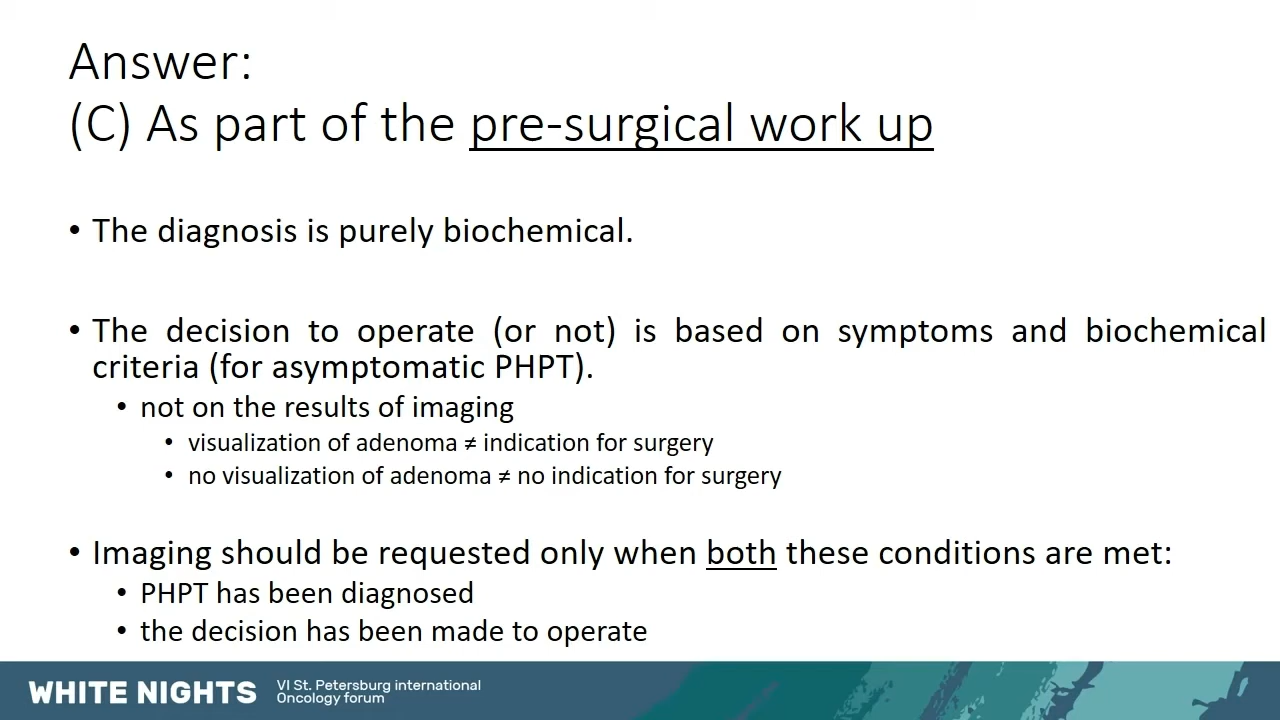 Answer:
(C) As part of the pre-surgical work up
• The diagnosis is purely biochemical.
• The decision to operate (or not) is based on symptoms and biochemical
criteria (for asymptomatic PHPT).
• not on the results of imaging
• visualization of adenoma ≠ indication for surgery
• no visualization of adenoma ≠ no indication for surgery
• Imaging should be requested only when both these conditions are met:
• PHPT has been diagnosed
• the decision has been made to operate
WHITE NIGHTS
VI St. Petersburg international
Oncology forum